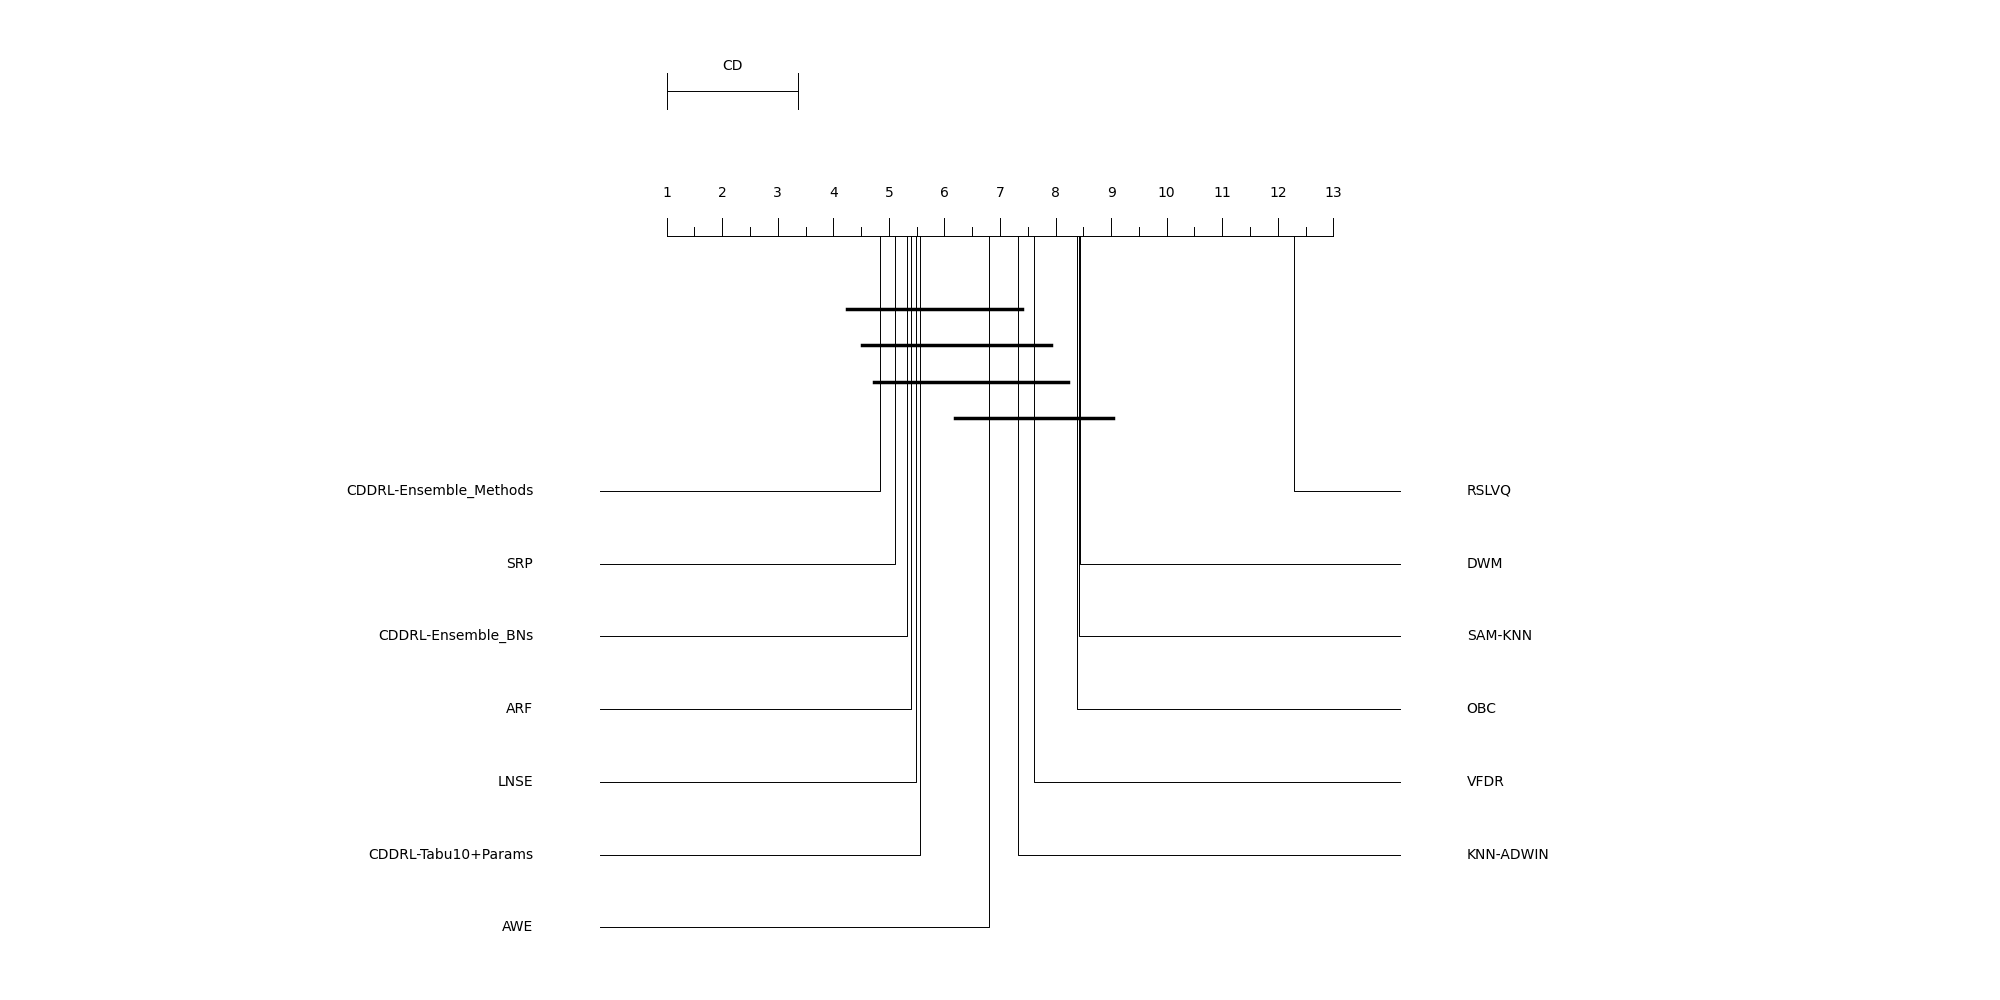 CD
1 2 3 4 5 6 7 8 9 10 11 12 13
CDDRL-Ensemble_Methods
RSLVQ
SRP
DWM
CDDRL-Ensemble_BNs
SAM-KNN
ARF
OBC
LNSE
VFDR
CDDRL-Tabu10+Params
KNN-ADWIN
AWE